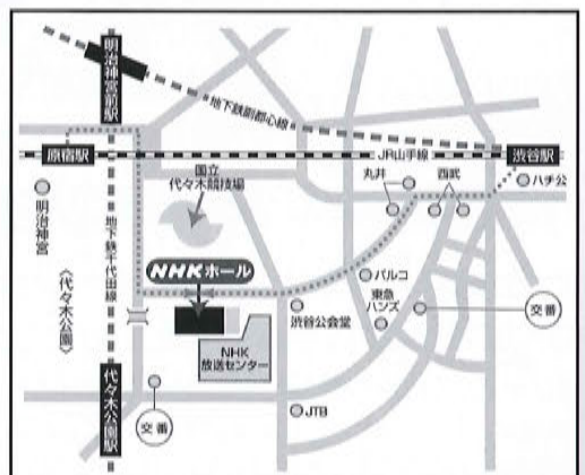 明治神宮前駅
地下鉄副都心線
原宿駅
JR山手線
渋谷駅
国立
代々木競技場
丸井
西武
ハチ公
明治神宮
地下鉄千代田線
〈代々木公園〉
NHKホール
パルコ
東急
ハンズ
交番
渋谷公会堂
NHK
放送センター
代々木公園駅
交番
JTB